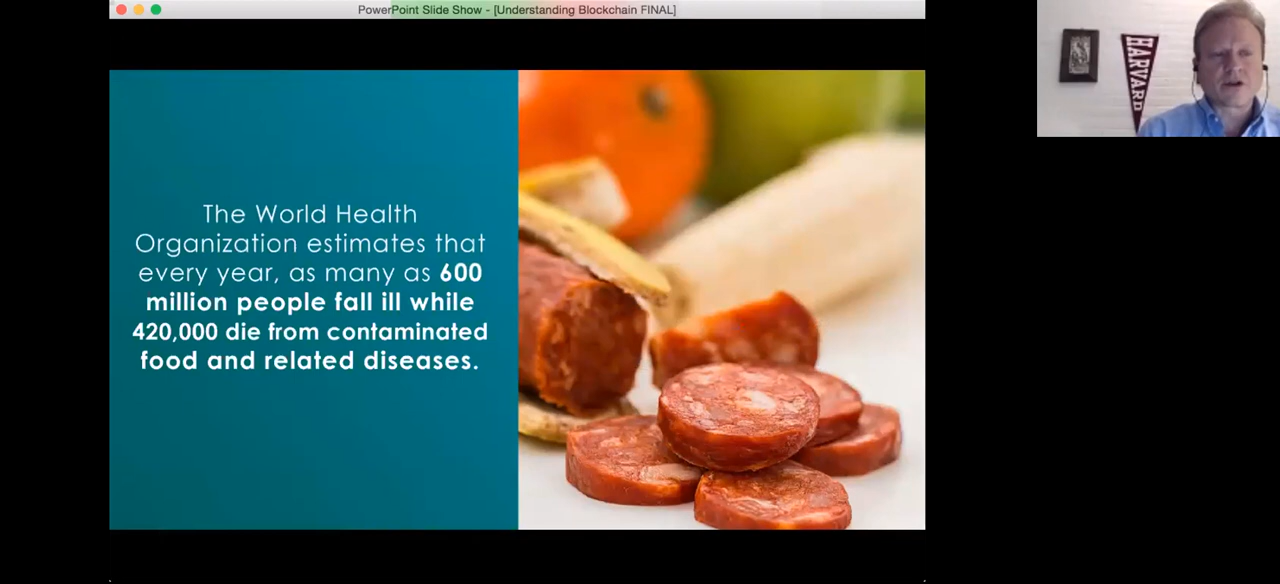 PowerPoint Slide Show - [Understanding Blockchain FINAL]
HARVARD
The World Health
Organization estimates that
every year, as many as 600
million people fall ill while
420,000 die from contaminated
food and related diseases.